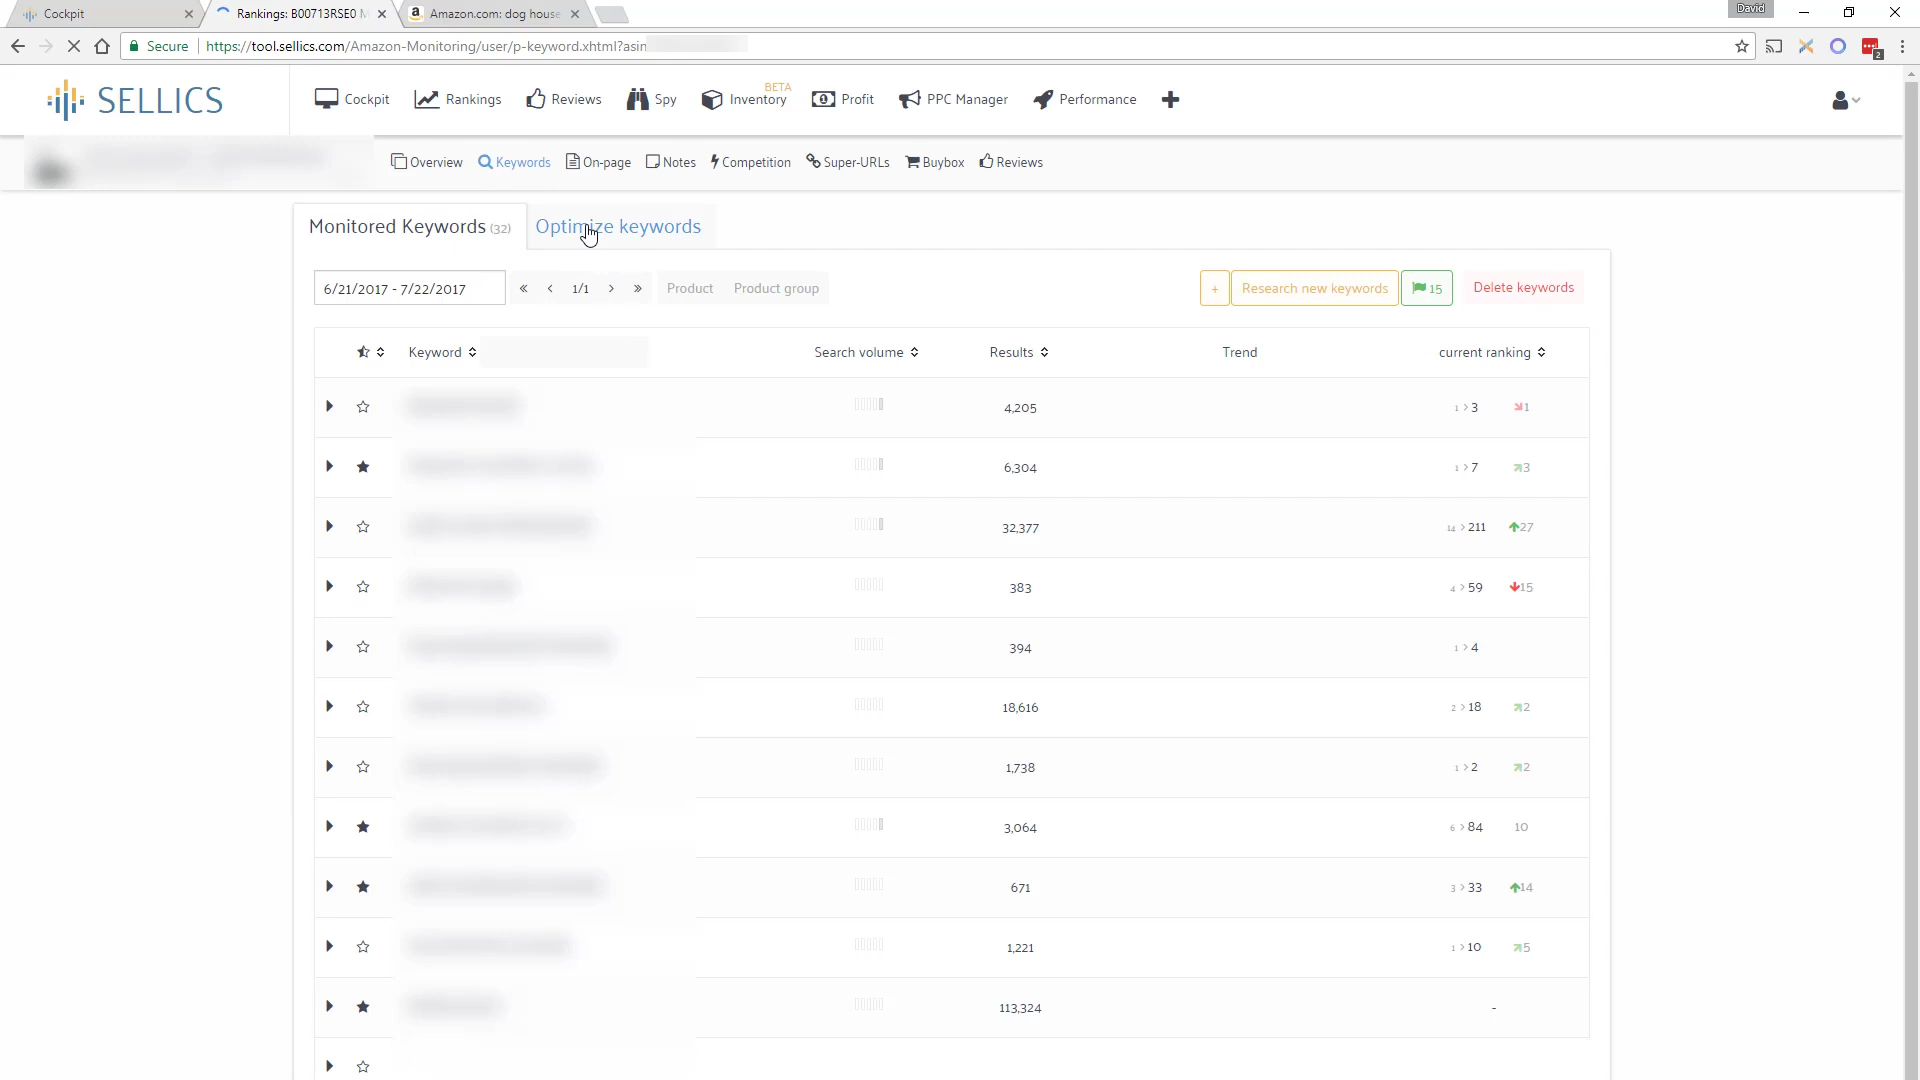 Cockpit
Rankings: B00713RSE0
Amazon.com: dog house
David
Secure
https://tool.sellics.com/Amazon-Monitoring/user/p-keyword.xhtml?asin
2
SELLICS
Cockpit
Rankings
Reviews
Spy
BETA
Inventory
Profit
PPC Manager
Performance
Overview
Keywords
On-page
Notes
Competition
Super-URLs
Buybox
Reviews
Monitored Keywords (32)
Optimize keywords
6/21/2017 - 7/22/2017
« ‹ 1/1 › »
Product
Product group
+
Research new keywords
15
Delete keywords
Keyword
Search volume
Results
Trend
current ranking
4,205
1 > 3
1
6,304
1 > 7
3
32,377
14 > 211
27
383
4 > 59
15
394
1 > 4
18,616
2 > 18
2
1,738
1 > 2
2
3,064
6 > 84
10
671
3 > 33
14
1,221
1 > 10
5
113,324
-